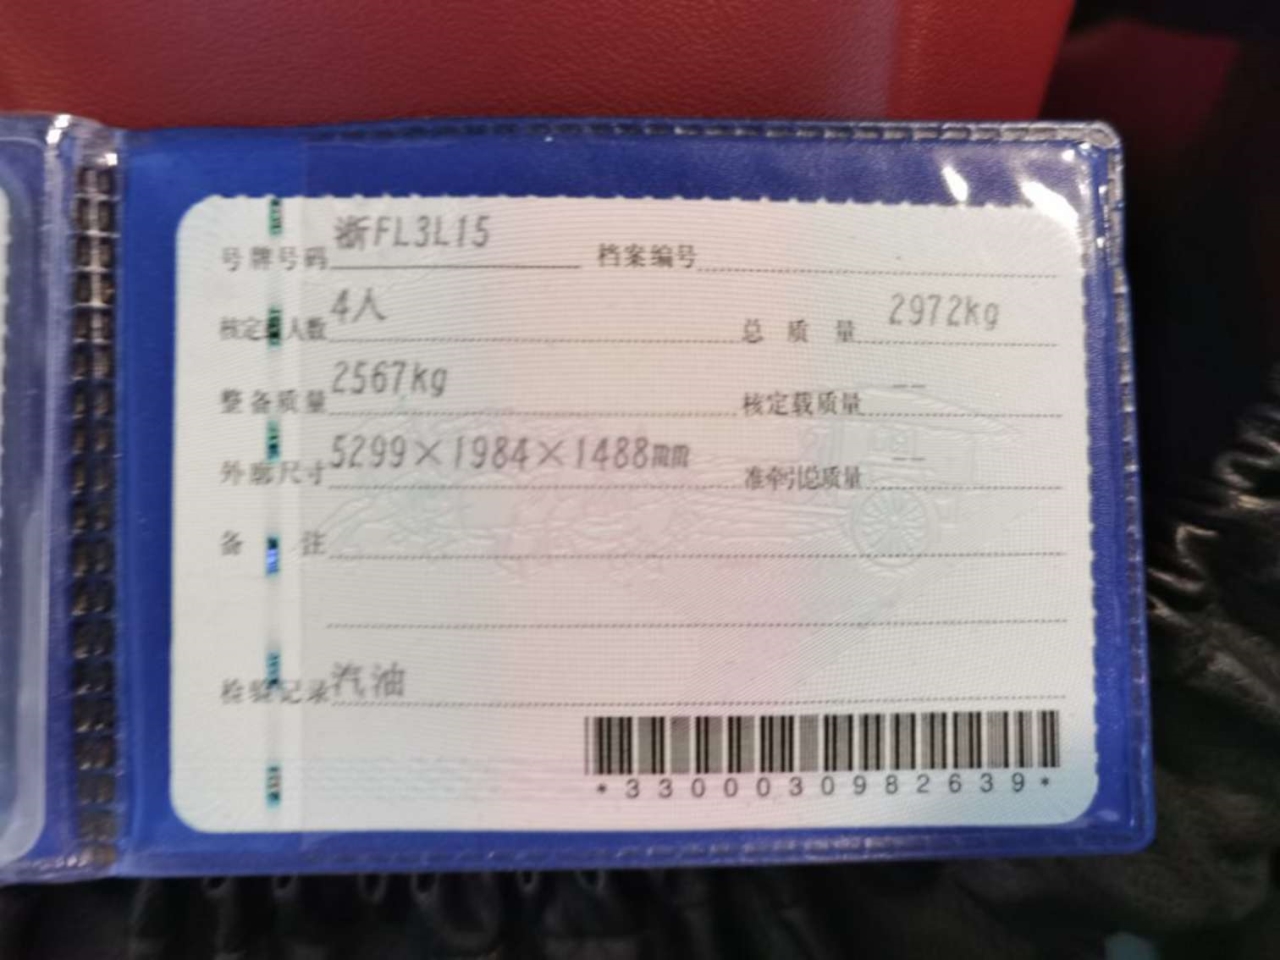 号牌号码 浙FL3L15 档案编号
核定载人数 4人 总质量 2972kg
整备质量 2567kg 核定载质量 --
外廓尺寸 5299×1984×1488mm 准牵引总质量 --
备注
检验记录 汽油
*3300030982639*